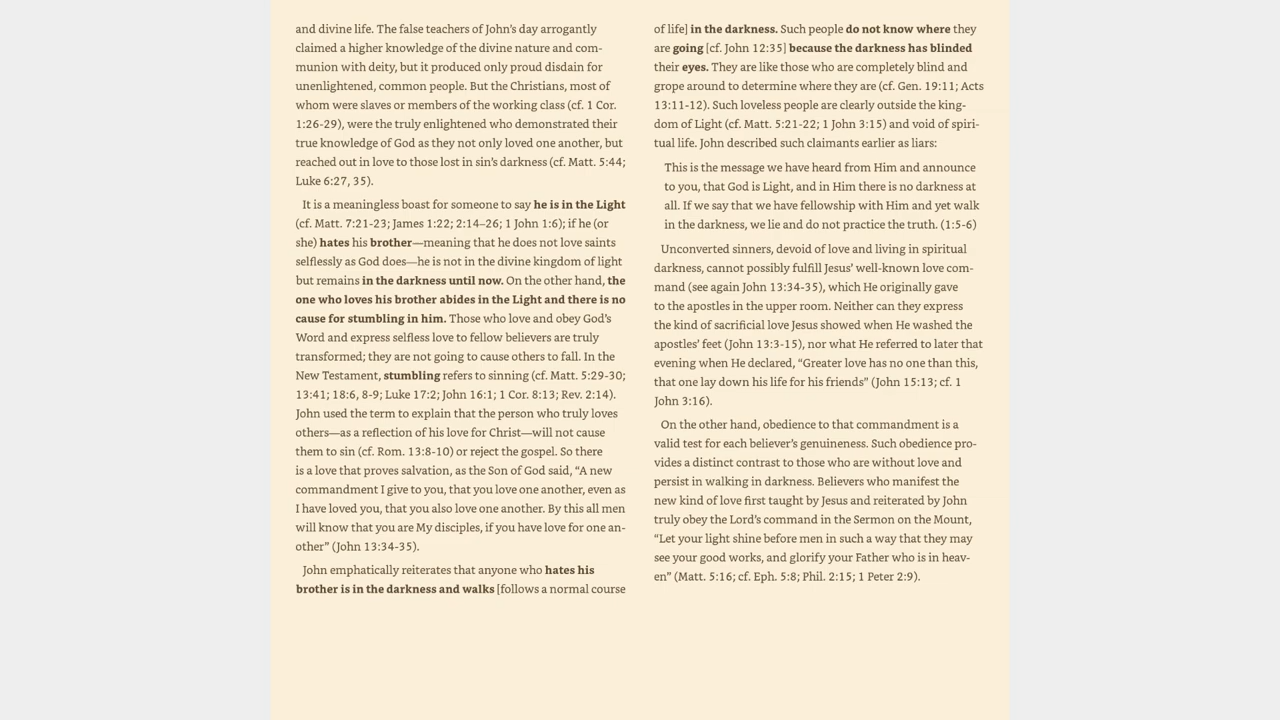 and divine life. The false teachers of John’s day arrogantly
claimed a higher knowledge of the divine nature and com-
munion with deity, but it produced only proud disdain for
unenlightened, common people. But the Christians, most of
whom were slaves or members of the working class (cf. 1 Cor.
1:26-29), were the truly enlightened who demonstrated their
true knowledge of God as they not only loved one another, but
reached out in love to those lost in sin’s darkness (cf. Matt. 5:44;
Luke 6:27, 35).
It is a meaningless boast for someone to say he is in the Light
(cf. Matt. 7:21-23; James 1:22; 2:14–26; 1 John 1:6); if he (or
she) hates his brother—meaning that he does not love saints
selflessly as God does—he is not in the divine kingdom of light
but remains in the darkness until now. On the other hand, the
one who loves his brother abides in the Light and there is no
cause for stumbling in him. Those who love and obey God’s
Word and express selfless love to fellow believers are truly
transformed; they are not going to cause others to fall. In the
New Testament, stumbling refers to sinning (cf. Matt. 5:29-30;
13:41; 18:6, 8-9; Luke 17:2; John 16:1; 1 Cor. 8:13; Rev. 2:14).
John used the term to explain that the person who truly loves
others—as a reflection of his love for Christ—will not cause
them to sin (cf. Rom. 13:8-10) or reject the gospel. So there
is a love that proves salvation, as the Son of God said, “A new
commandment I give to you, that you love one another, even as
I have loved you, that you also love one another. By this all men
will know that you are My disciples, if you have love for one an-
other” (John 13:34-35).
John emphatically reiterates that anyone who hates his
brother is in the darkness and walks [follows a normal course
of life] in the darkness. Such people do not know where they
are going [cf. John 12:35] because the darkness has blinded
their eyes. They are like those who are completely blind and
grope around to determine where they are (cf. Gen. 19:11; Acts
13:11-12). Such loveless people are clearly outside the king-
dom of Light (cf. Matt. 5:21-22; 1 John 3:15) and void of spiri-
tual life. John described such claimants earlier as liars:
This is the message we have heard from Him and announce
to you, that God is Light, and in Him there is no darkness at
all. If we say that we have fellowship with Him and yet walk
in the darkness, we lie and do not practice the truth. (1:5-6)
Unconverted sinners, devoid of love and living in spiritual
darkness, cannot possibly fulfill Jesus’ well-known love com-
mand (see again John 13:34-35), which He originally gave
to the apostles in the upper room. Neither can they express
the kind of sacrificial love Jesus showed when He washed the
apostles’ feet (John 13:3-15), nor what He referred to later that
evening when He declared, “Greater love has no one than this,
that one lay down his life for his friends” (John 15:13; cf. 1
John 3:16).
On the other hand, obedience to that commandment is a
valid test for each believer’s genuineness. Such obedience pro-
vides a distinct contrast to those who are without love and
persist in walking in darkness. Believers who manifest the
new kind of love first taught by Jesus and reiterated by John
truly obey the Lord’s command in the Sermon on the Mount,
“Let your light shine before men in such a way that they may
see your good works, and glorify your Father who is in heav-
en” (Matt. 5:16; cf. Eph. 5:8; Phil. 2:15; 1 Peter 2:9).